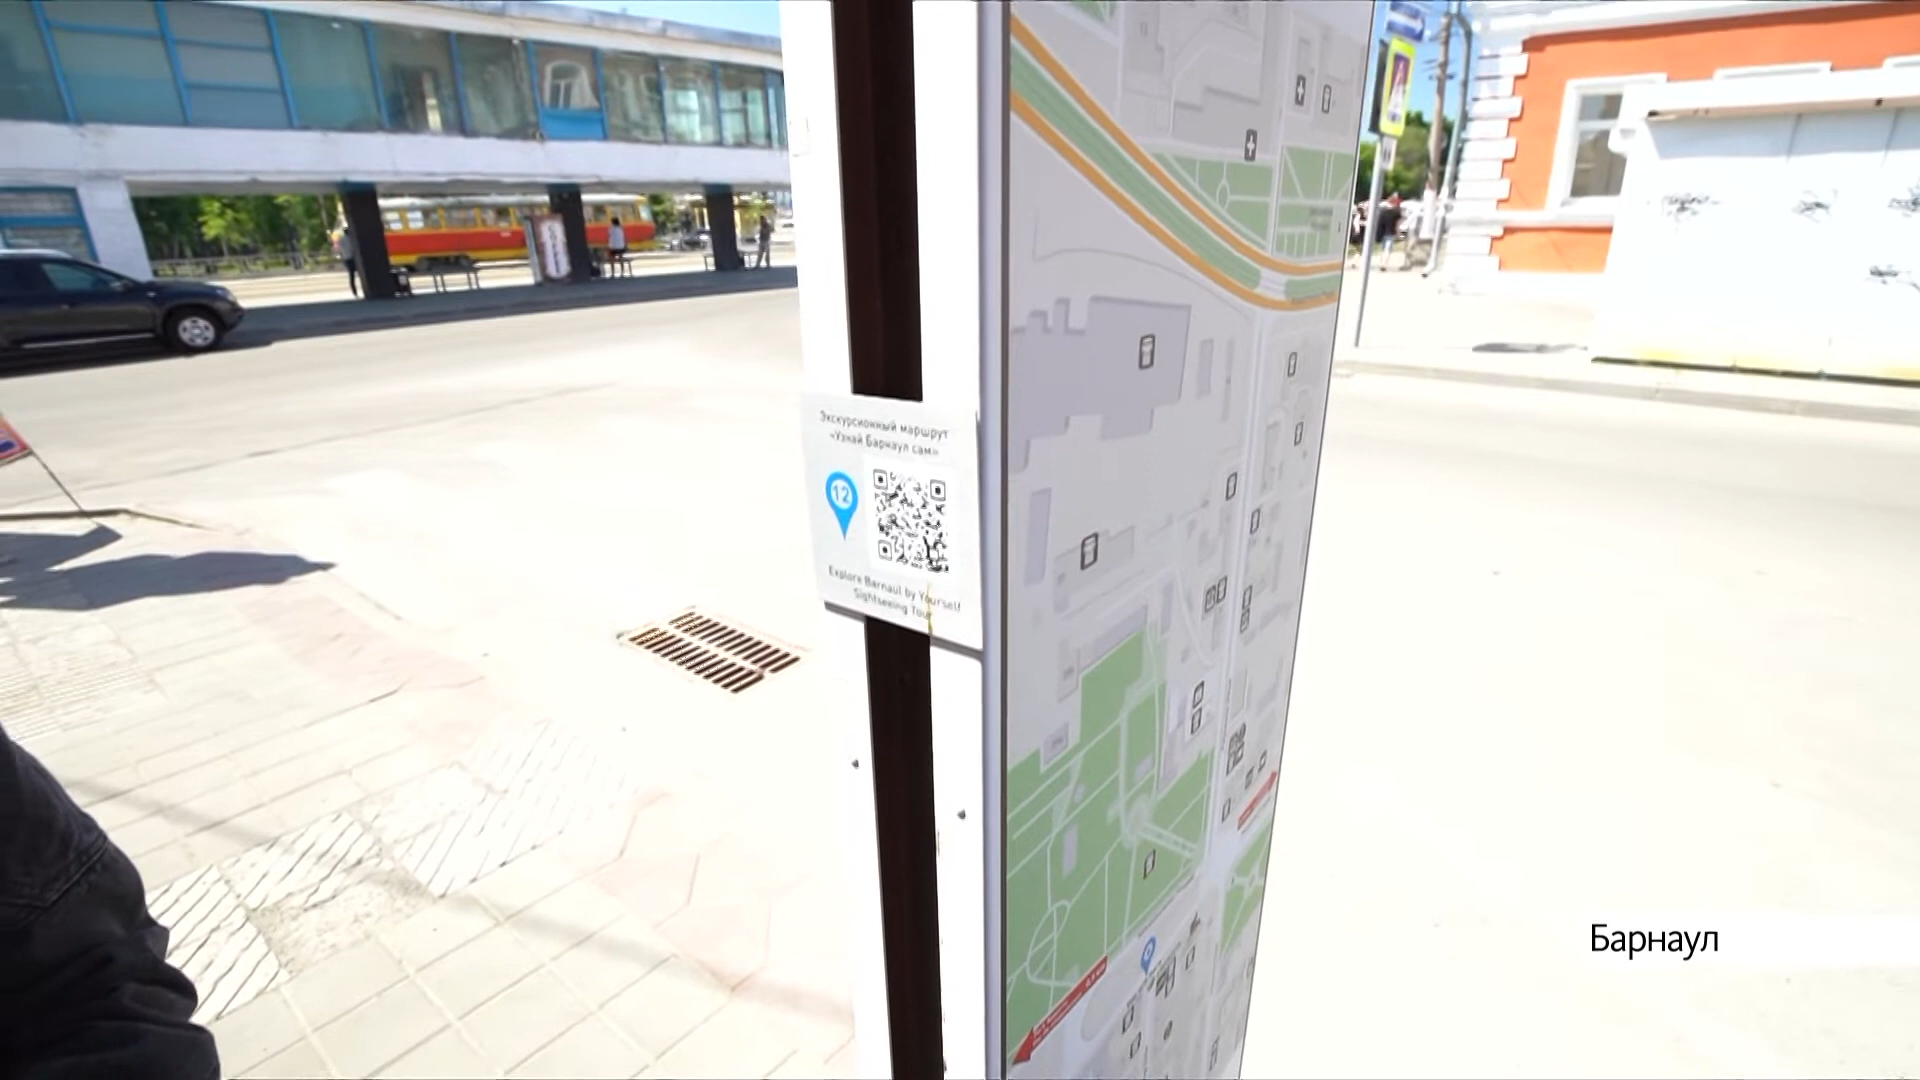 Экскурсионный маршрут
«Узнай Барнаул сам»
12
Explore Barnaul by Yourself
Sightseeing Tour
Барнаул